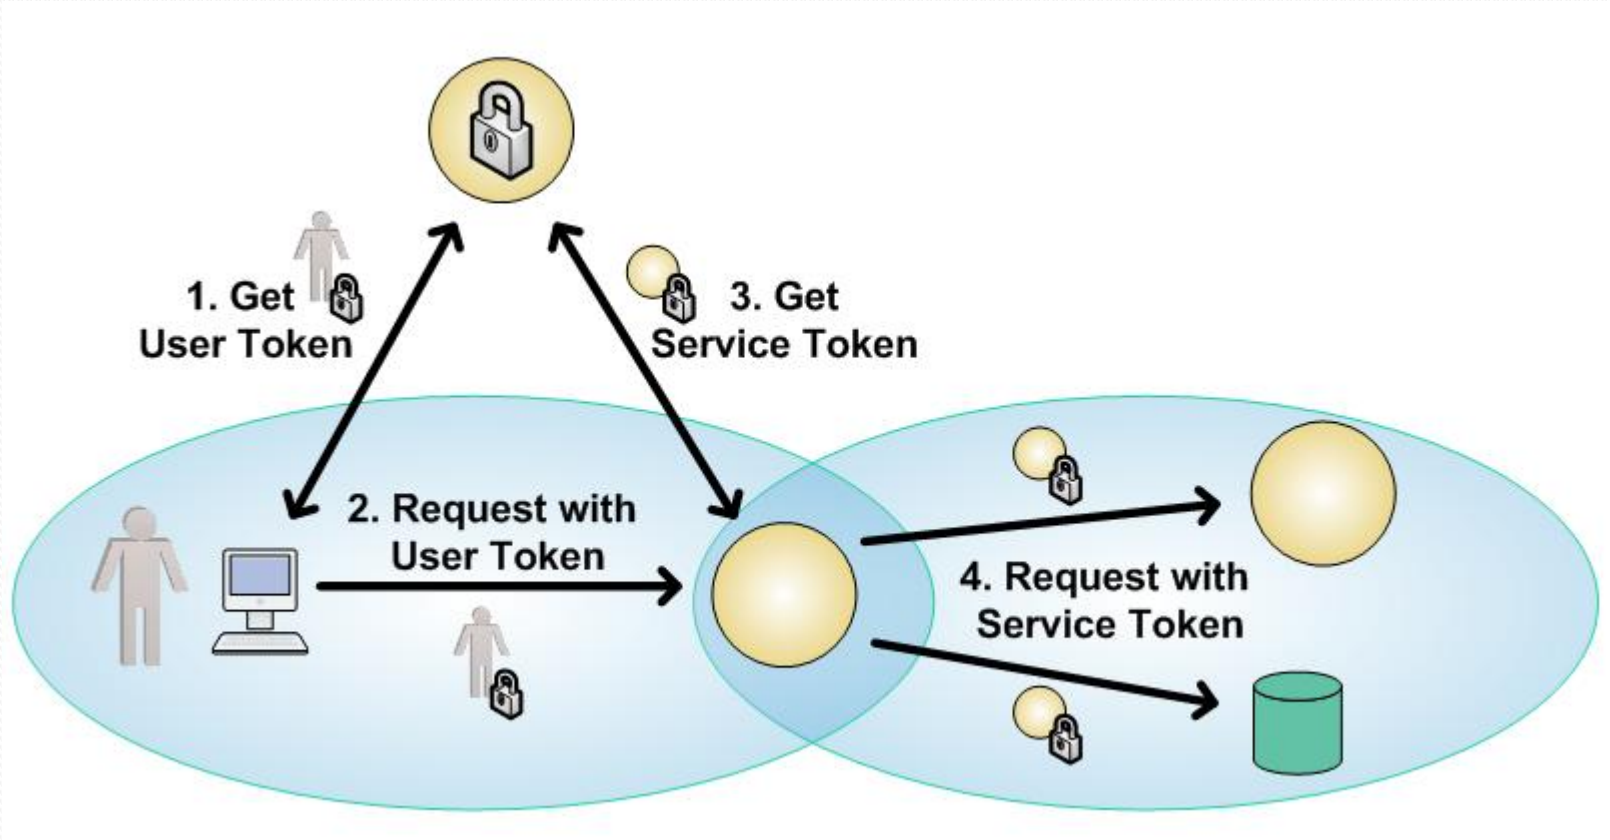 1. Get
User Token
3. Get
Service Token
2. Request with
User Token
4. Request with
Service Token